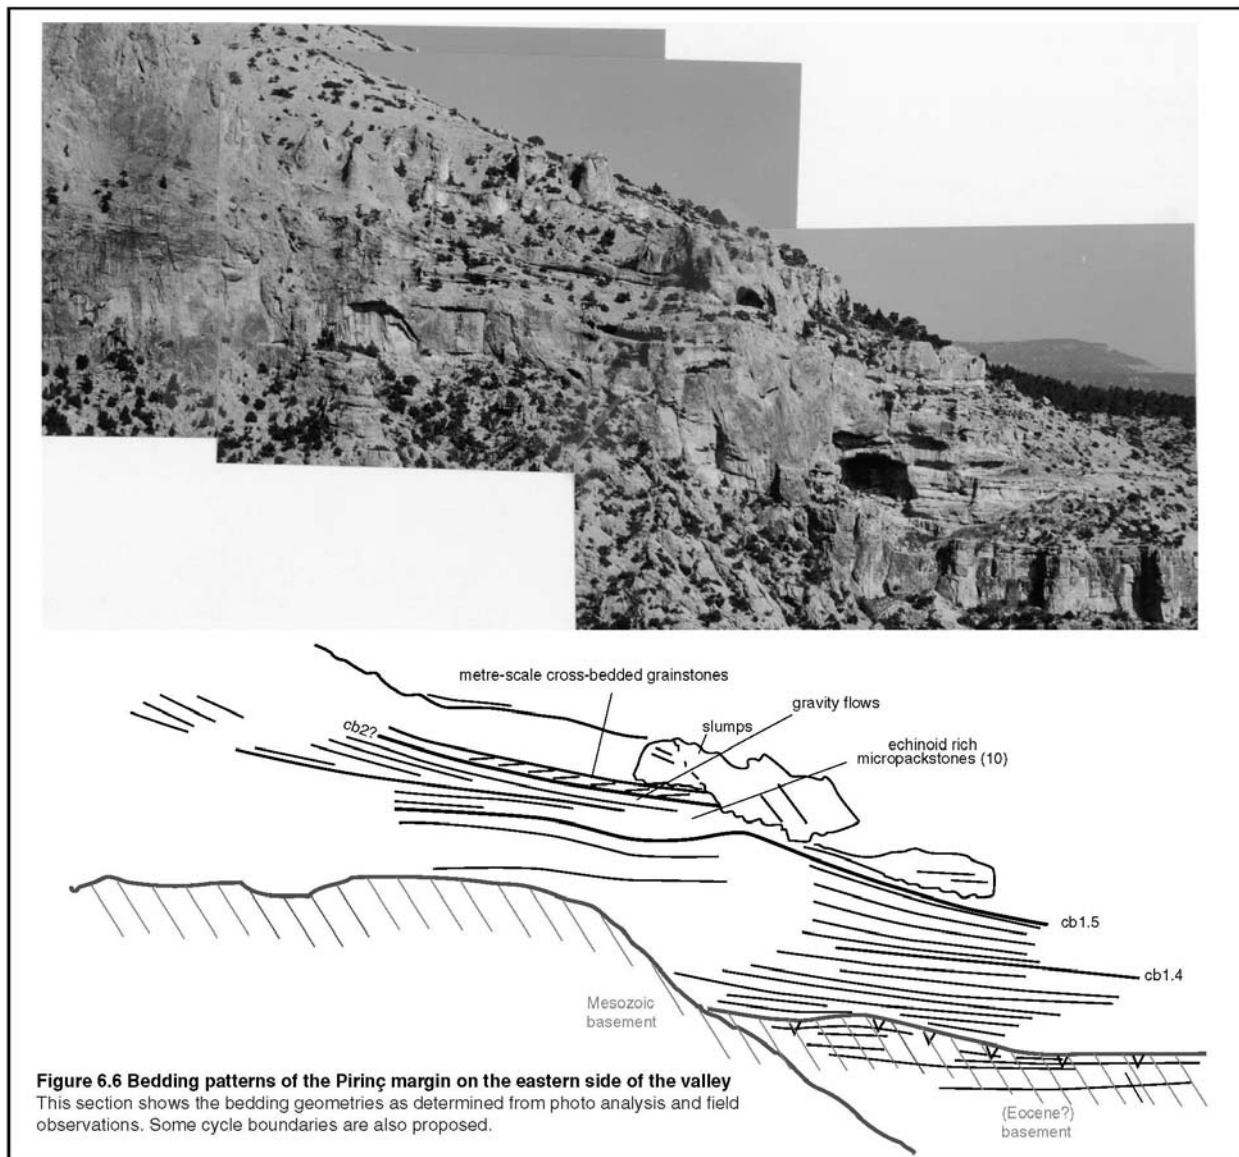 metre-scale cross-bedded grainstones
gravity flows
slumps
cb2?
echinoid rich
micropackstones (10)
cb1.5
cb1.4
Mesozoic
basement
(Eocene?)
basement
Figure 6.6 Bedding patterns of the Pirinç margin on the eastern side of the valley
This section shows the bedding geometries as determined from photo analysis and field
observations. Some cycle boundaries are also proposed.